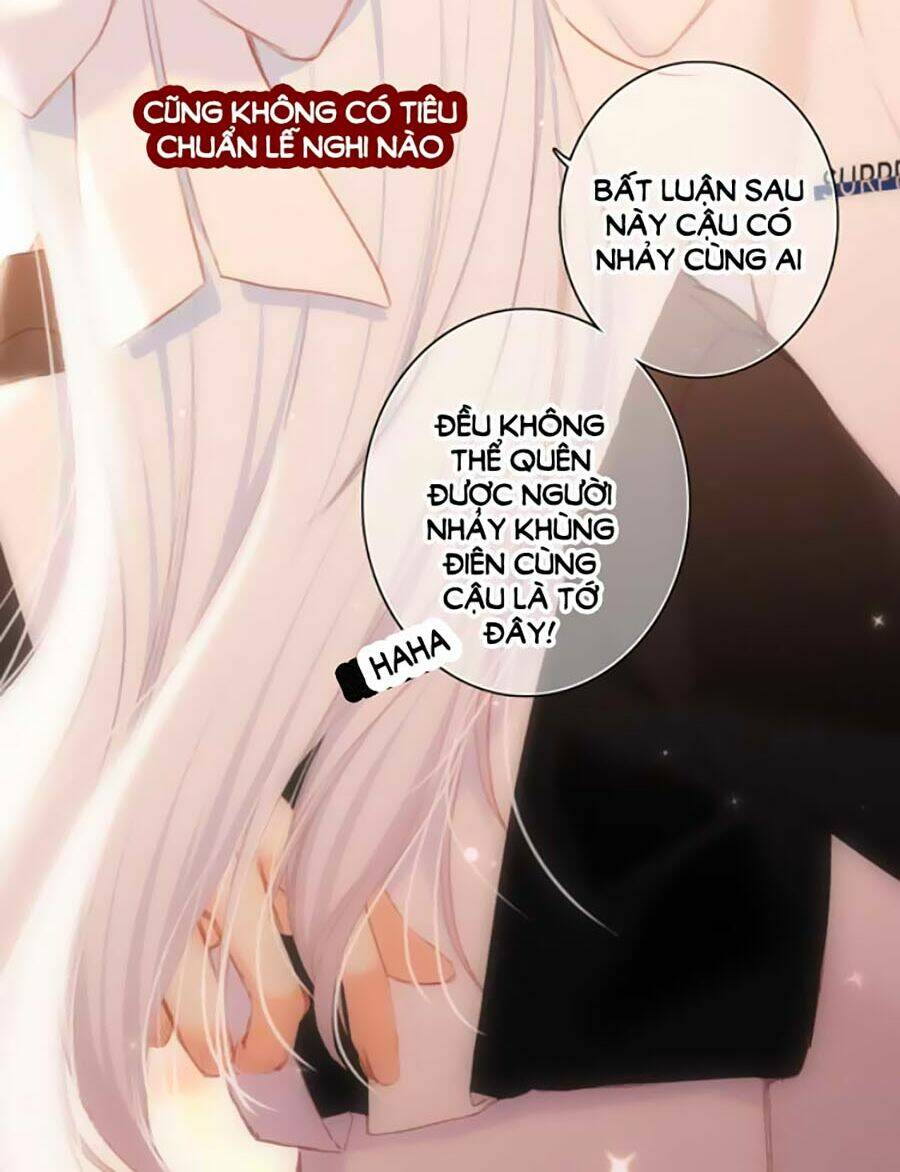 CŨNG KHÔNG CÓ TIÊU
CHUẨN LỄ NGHI NÀO
BẤT LUẬN SAU
NÀY CẬU CÓ
NHẢY CÙNG AI
ĐỀU KHÔNG
THỂ QUÊN
ĐƯỢC NGƯỜI
NHẢY KHÙNG
ĐIÊN CÙNG
CẬU LÀ TỚ
ĐÂY!
HAHA